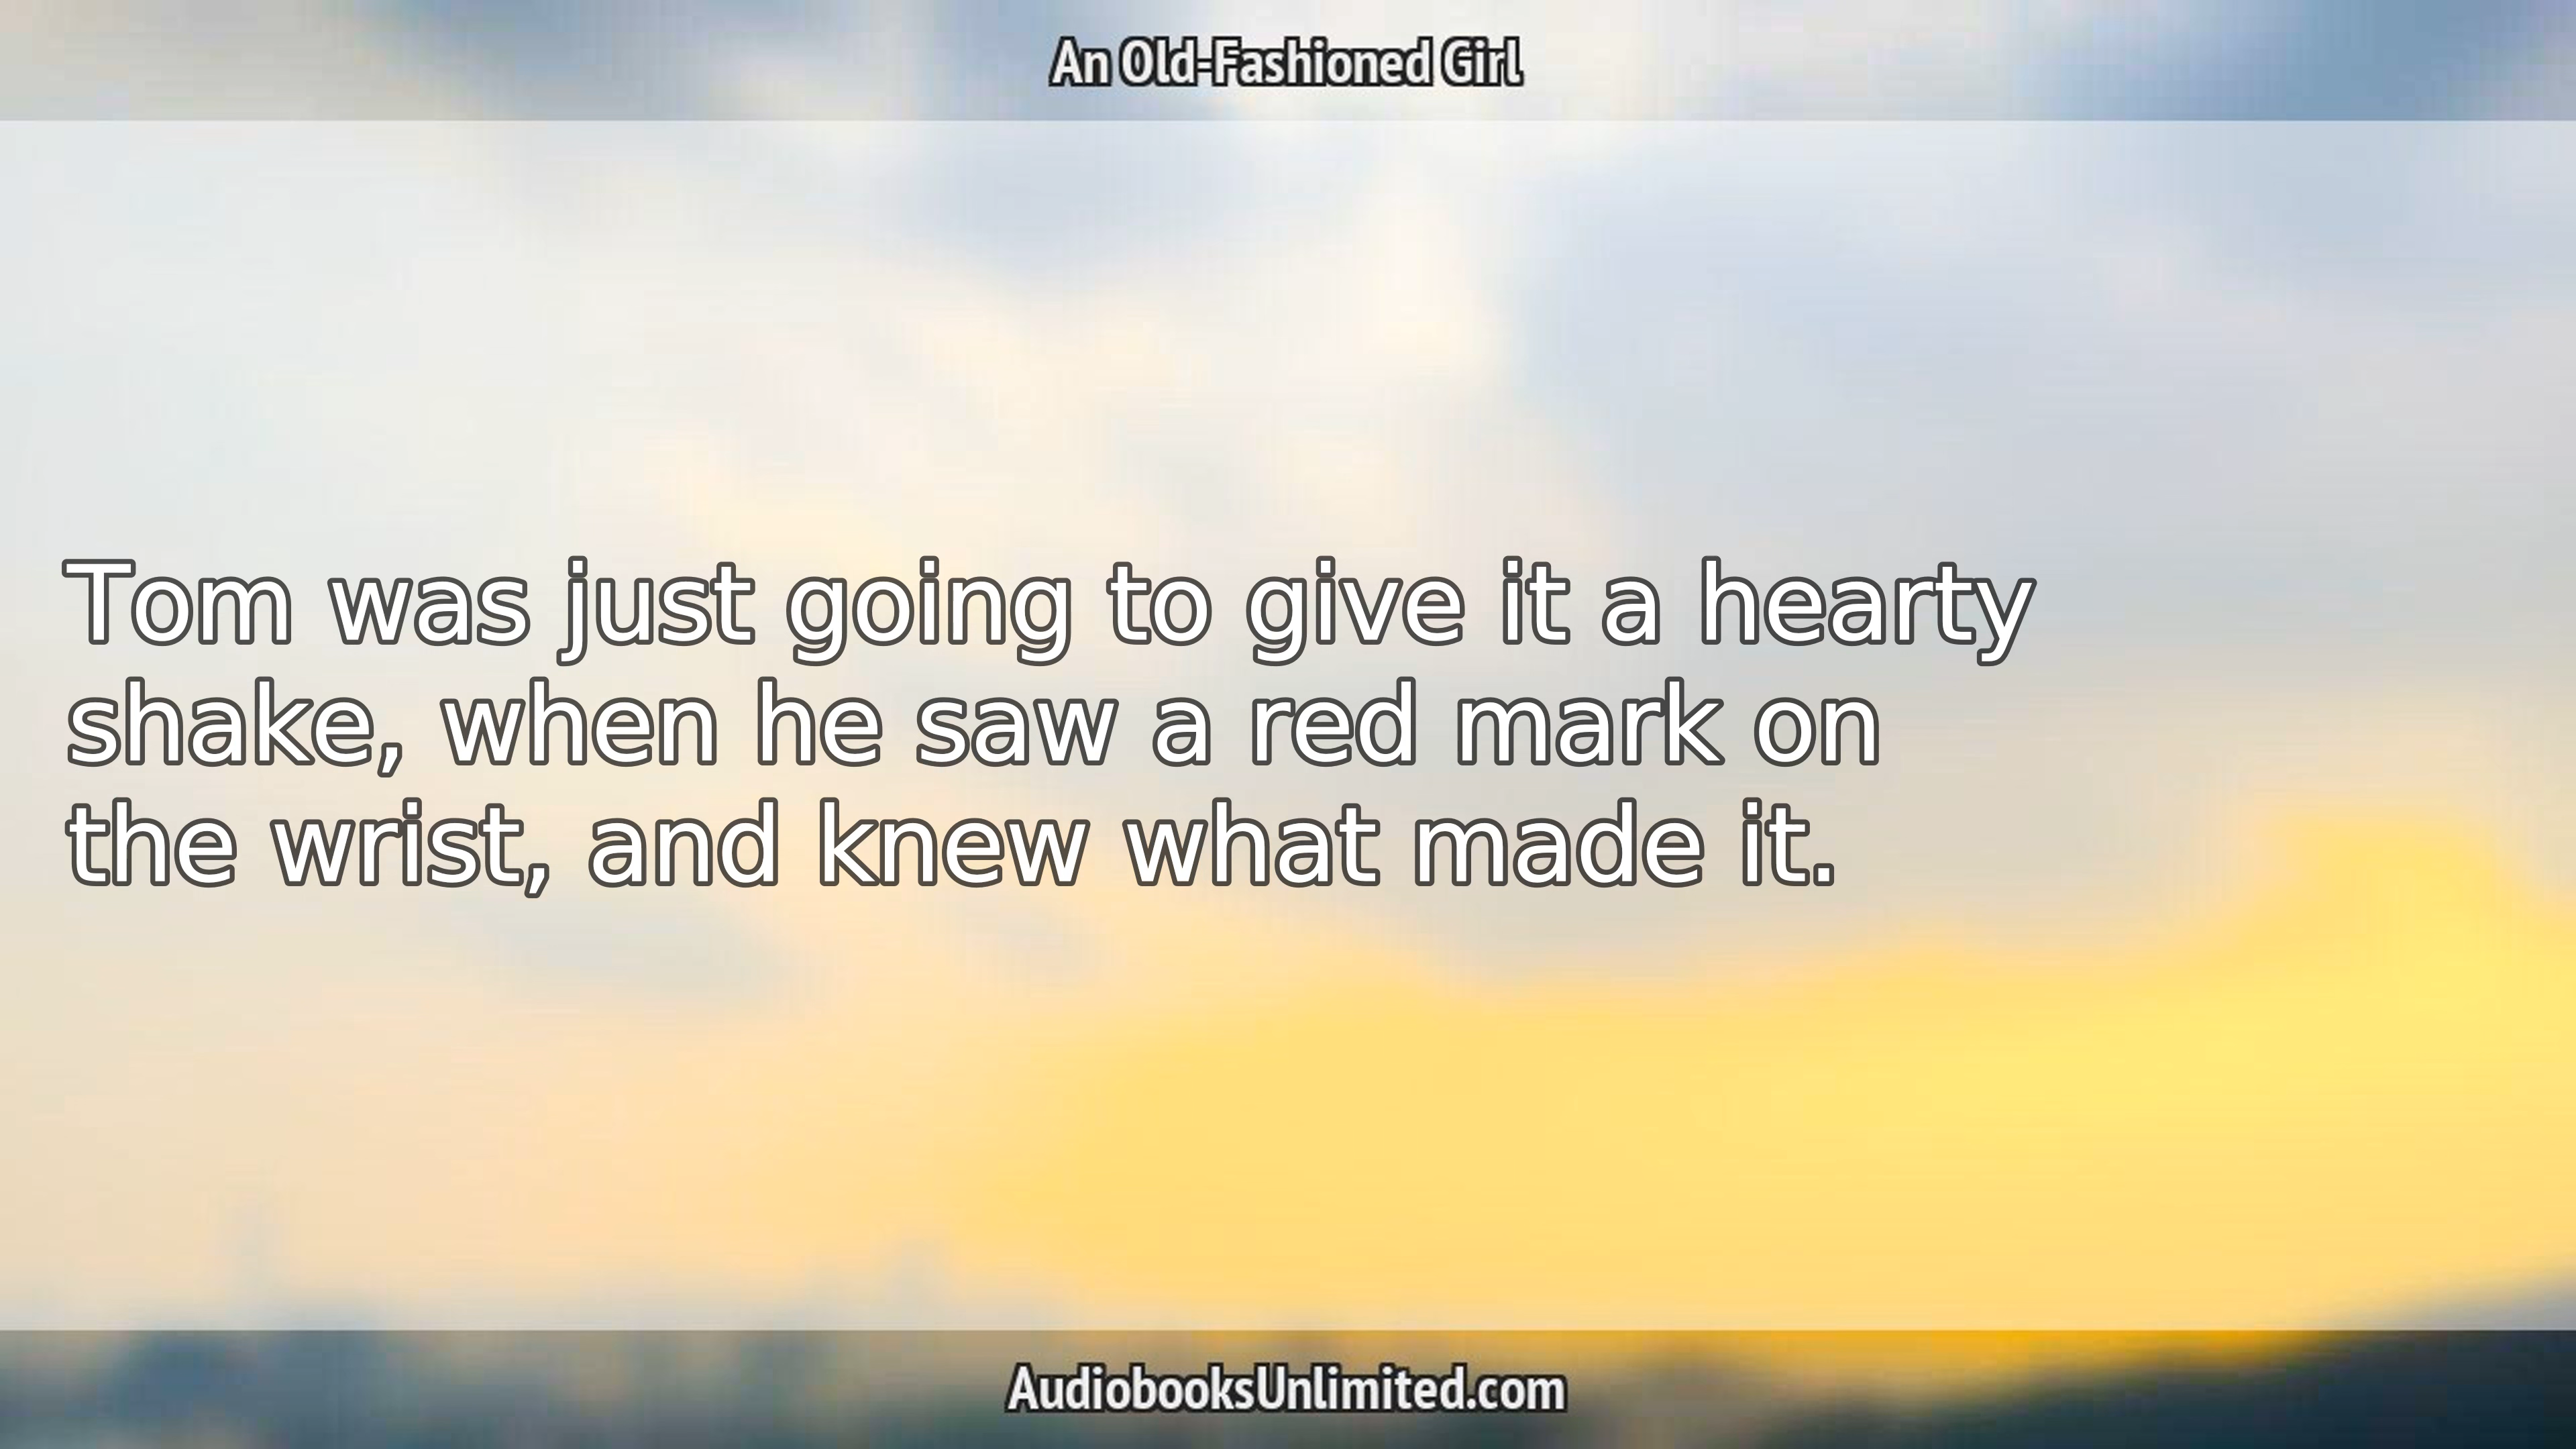 An Old-Fashioned Girl
Tom was just going to give it a hearty
shake, when he saw a red mark on
the wrist, and knew what made it.
AudiobooksUnlimited.com